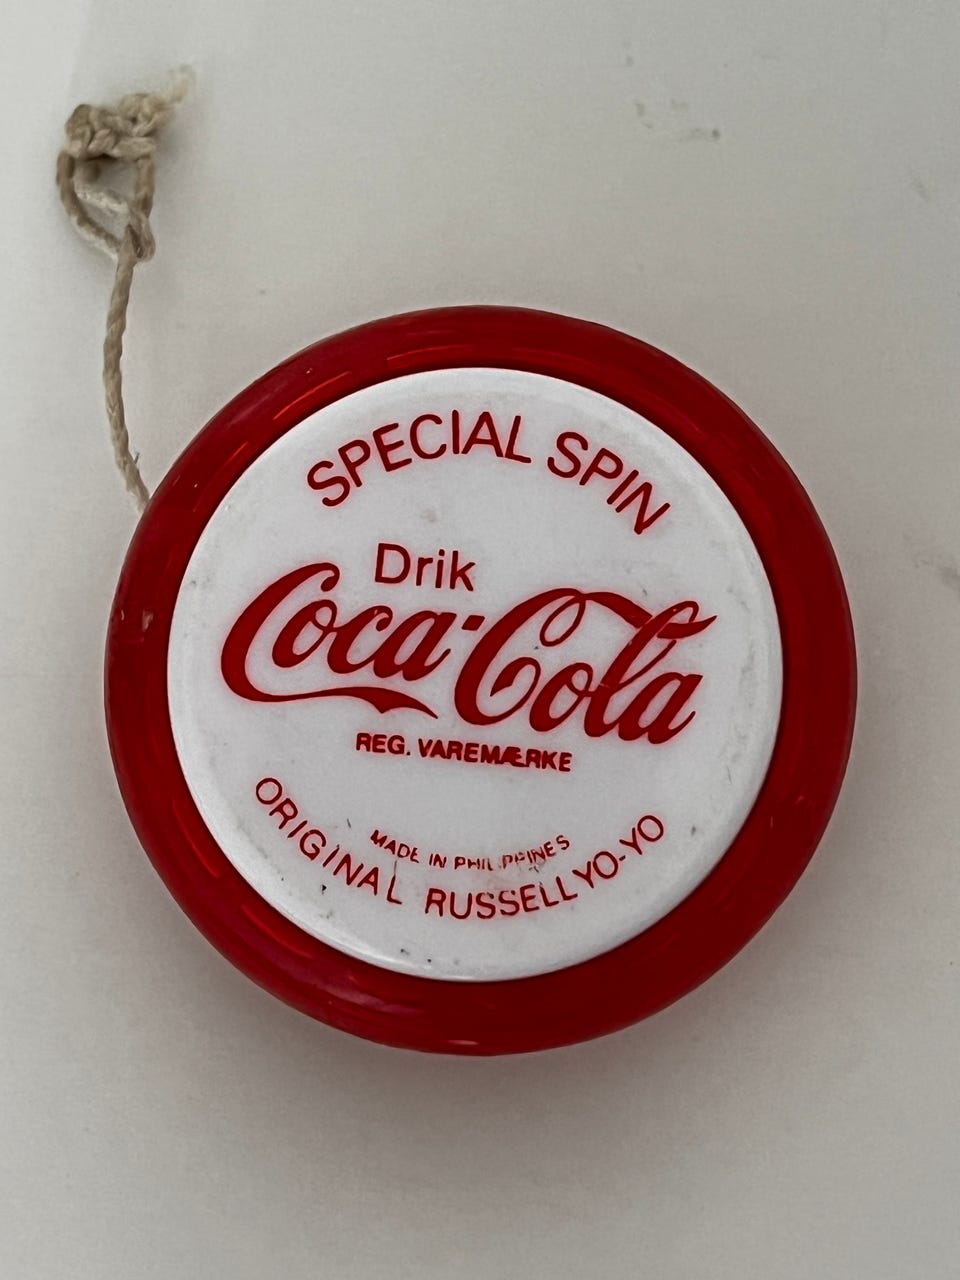 SPECIAL SPIN
Drik
Coca-Cola
REG. VAREMÆRKE
MADE IN PHILIPPINES
ORIGINAL RUSSELL YO-YO